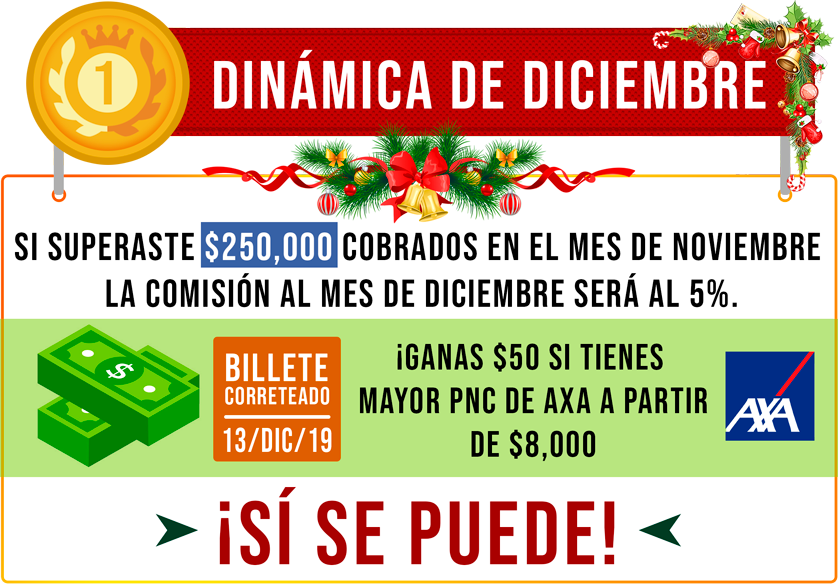 1
DINÁMICA DE DICIEMBRE
SI SUPERASTE $250,000 COBRADOS EN EL MES DE NOVIEMBRE
LA COMISIÓN AL MES DE DICIEMBRE SERÁ AL 5%.
$
BILLETE
CORRETEADO
13/DIC/19
¡GANAS $50 SI TIENES
MAYOR PNC DE AXA A PARTIR
DE $8,000
AXA
¡SÍ SE PUEDE!